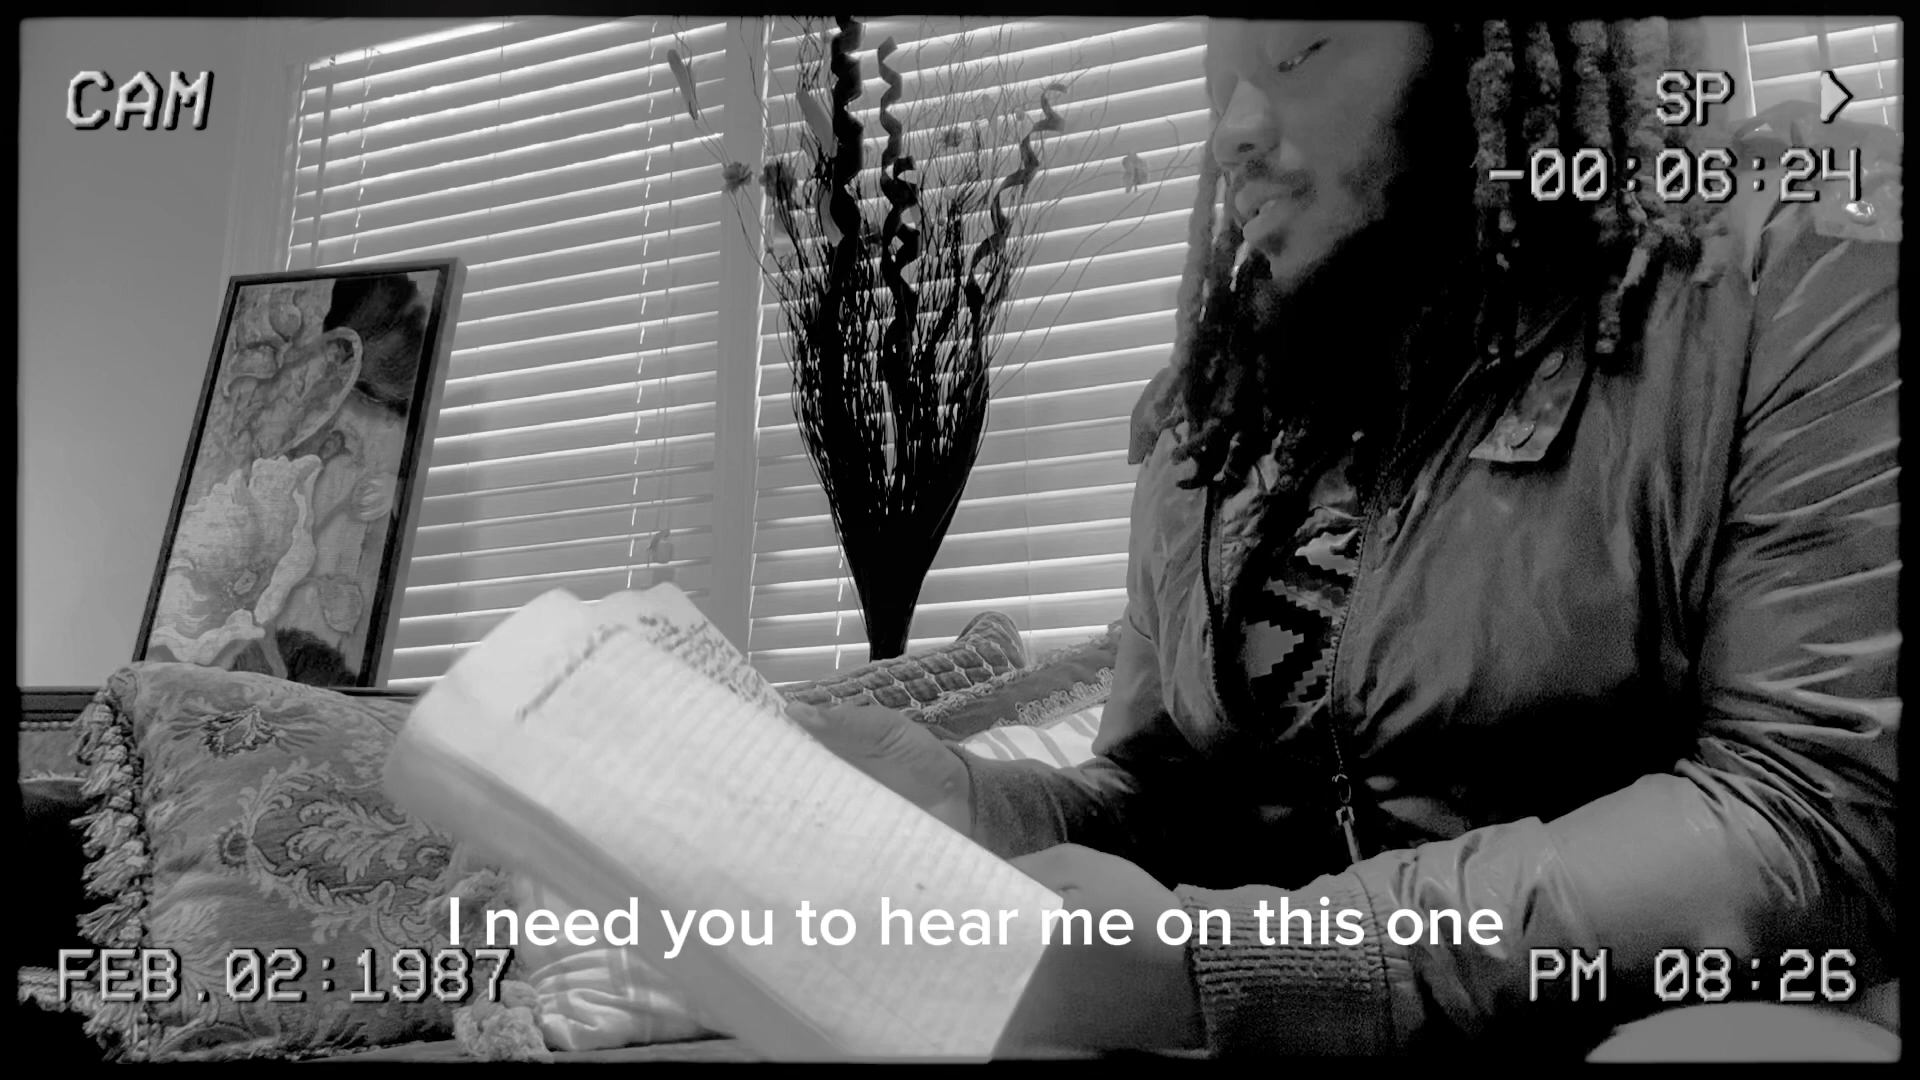 CAM
SP
-00:06:24
I need you to hear me on this one
FEB.02:1987
PM 08:26